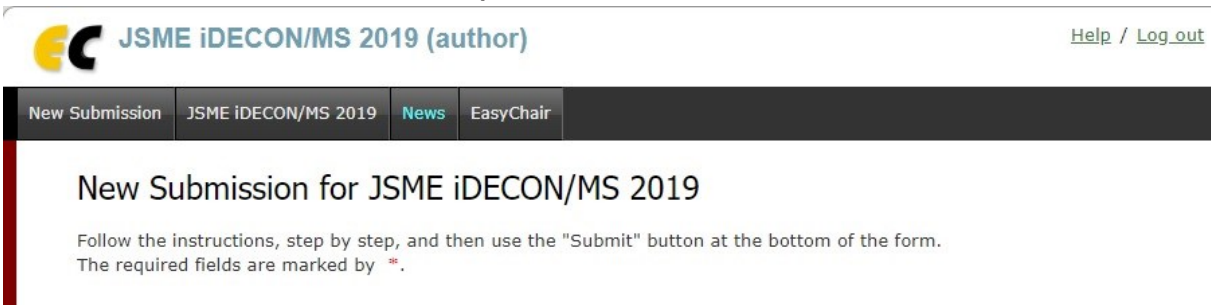 EC JSME iDECON/MS 2019 (author) Help / Log out
New Submission JSME iDECON/MS 2019 News EasyChair
New Submission for JSME iDECON/MS 2019
Follow the instructions, step by step, and then use the "Submit" button at the bottom of the form.
The required fields are marked by *.